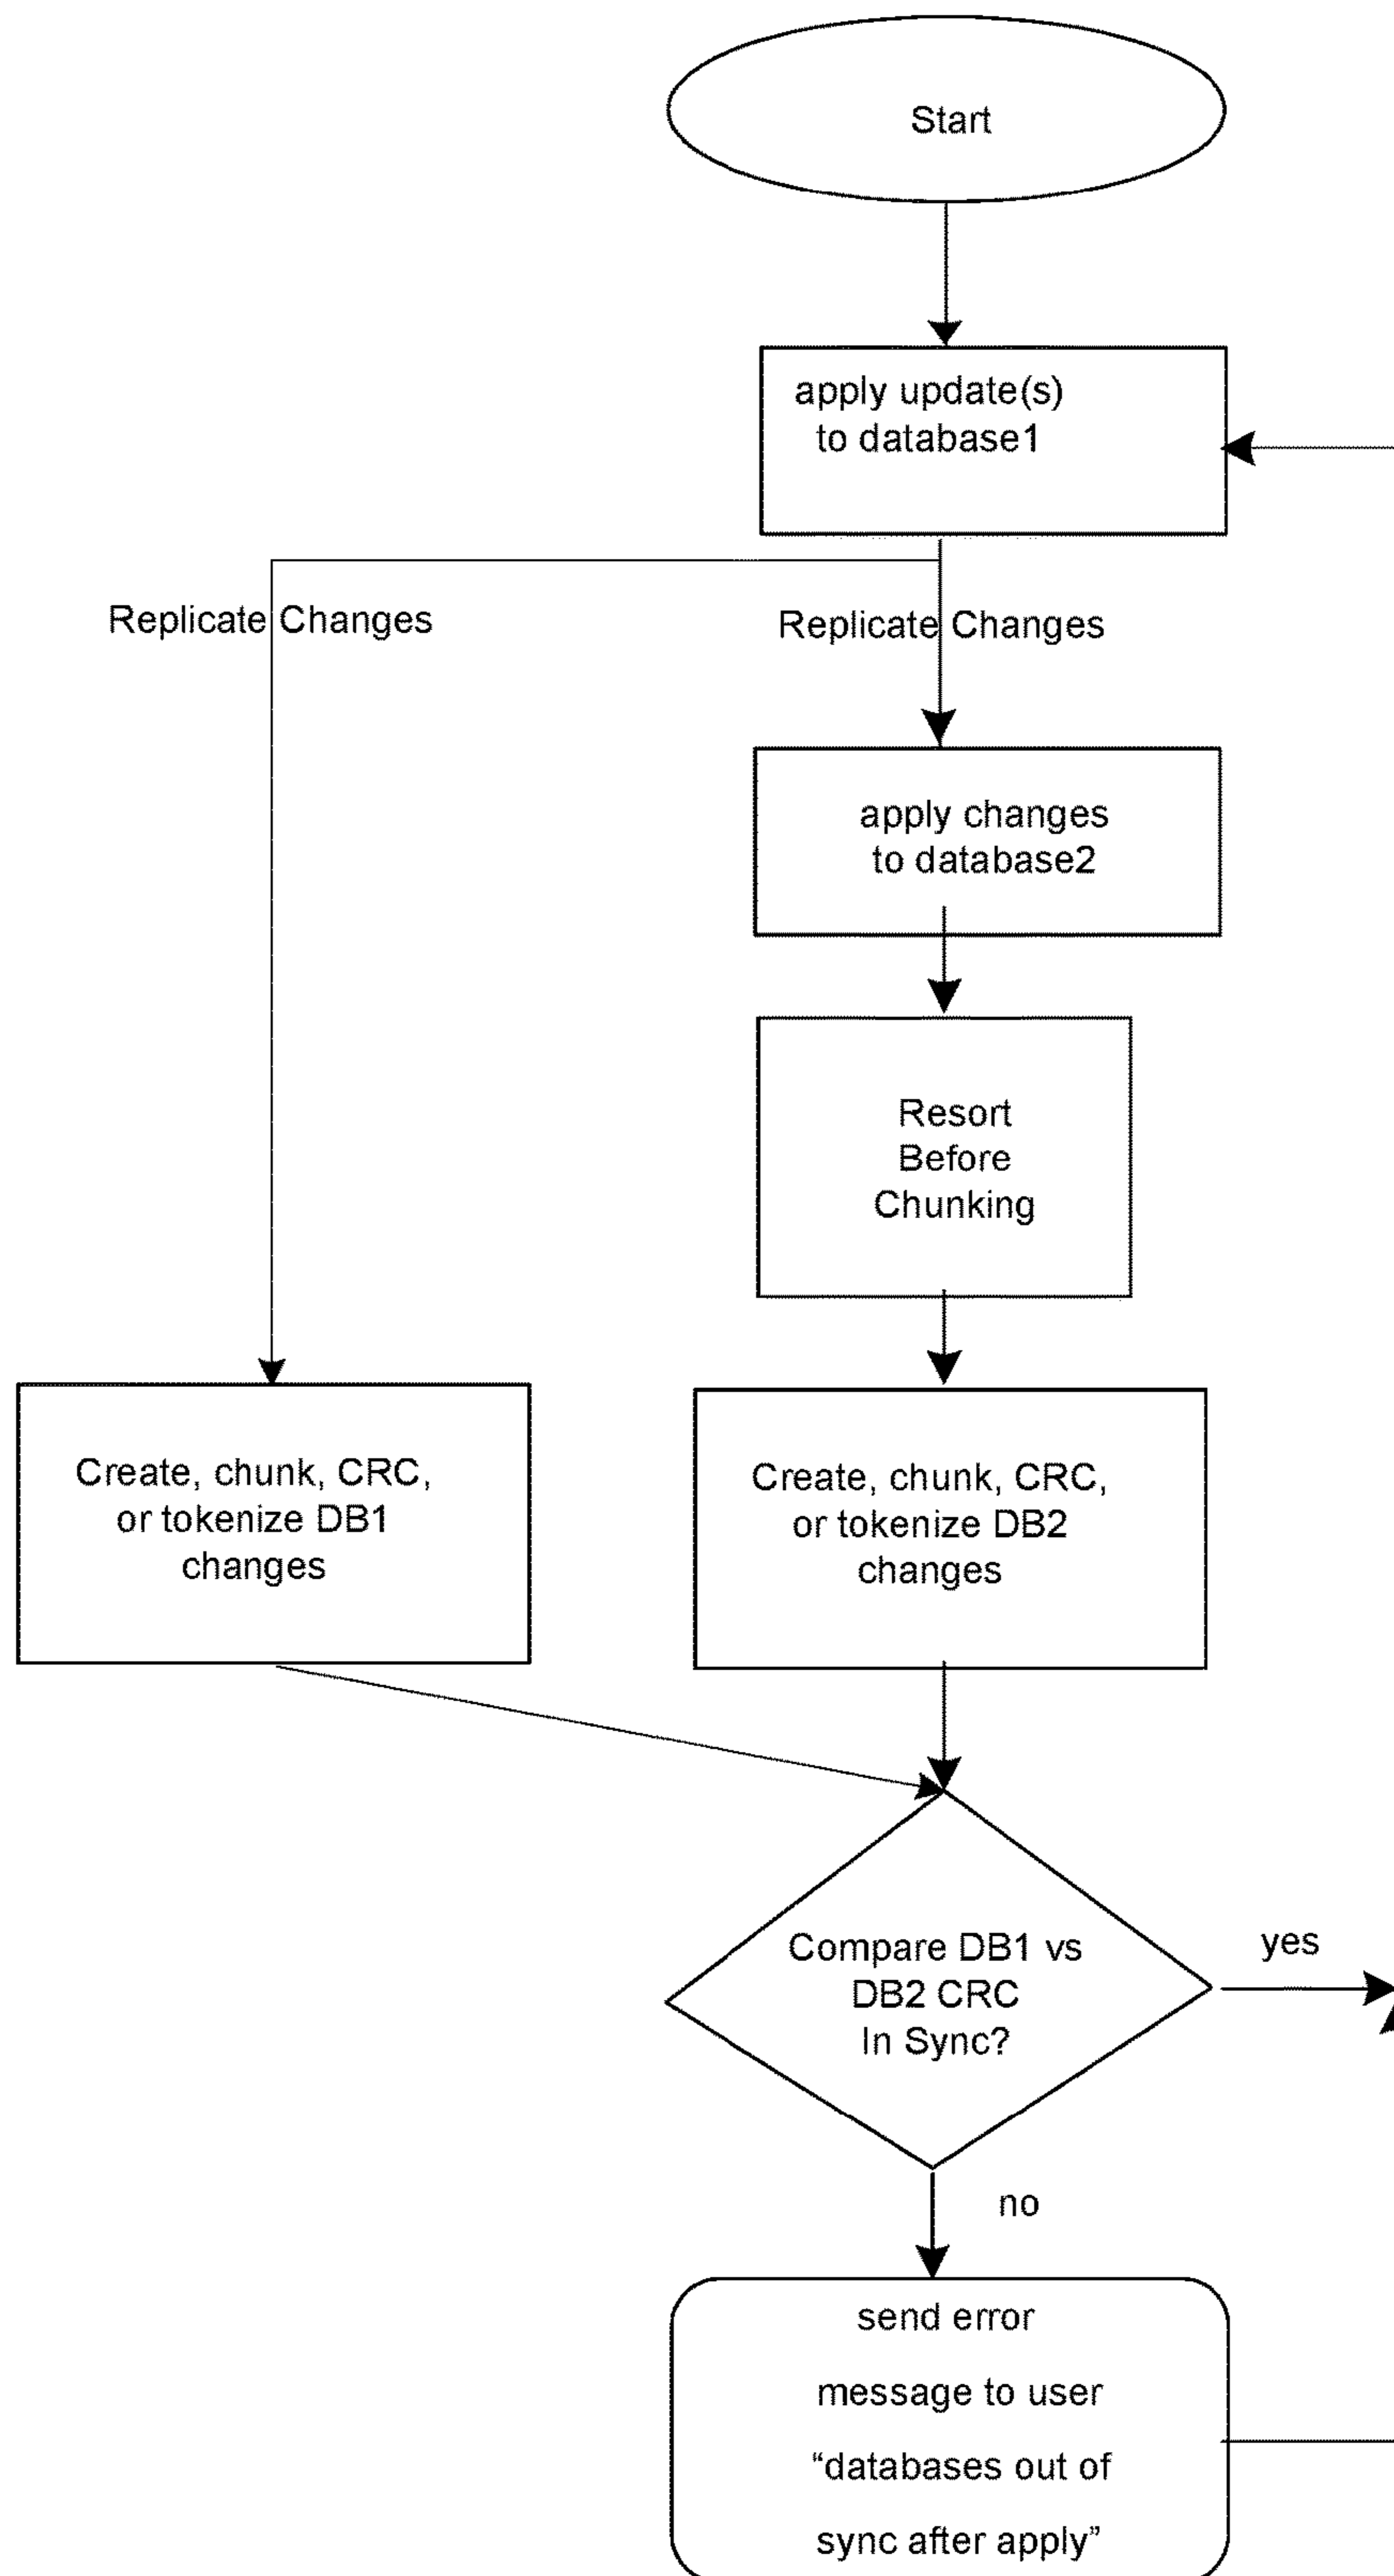 Start
apply update(s)
to database1
Replicate Changes
Replicate Changes
apply changes
to database2
Resort
Before
Chunking
Create, chunk, CRC,
or tokenize DB1
changes
Create, chunk, CRC,
or tokenize DB2
changes
Compare DB1 vs
DB2 CRC
In Sync?
yes
no
send error
message to user
“databases out of
sync after apply”